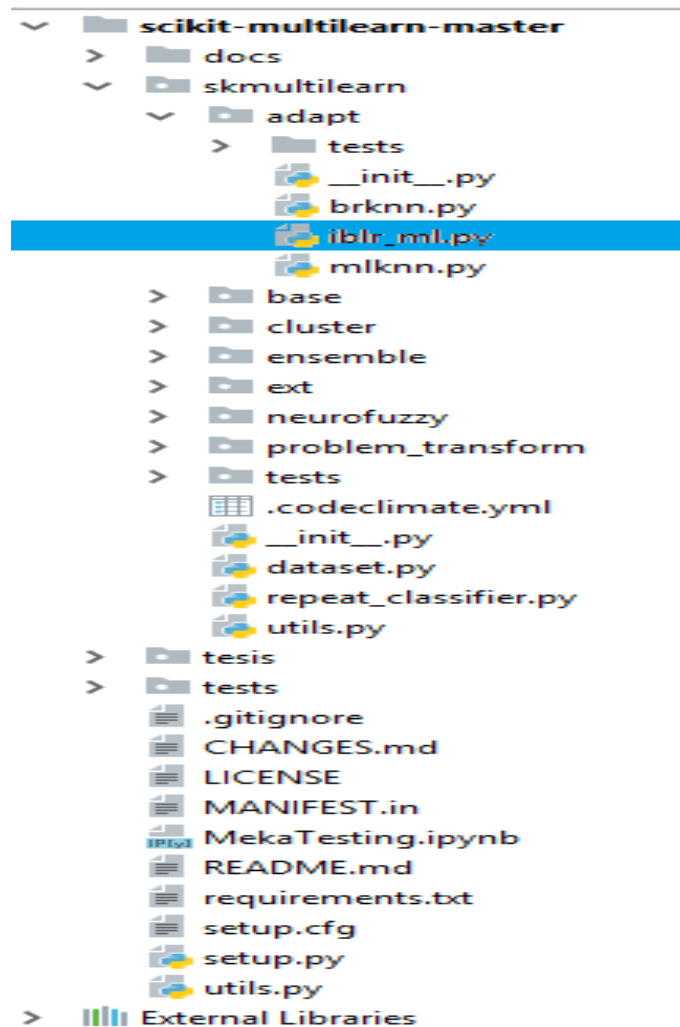 scikit-multilearn-master
docs
skmultilearn
adapt
tests
__init__.py
brknn.py
iblr_ml.py
mlknn.py
base
cluster
ensemble
ext
neurofuzzy
problem_transform
tests
.codeclimate.yml
__init__.py
dataset.py
repeat_classifier.py
utils.py
tesis
tests
.gitignore
CHANGES.md
LICENSE
MANIFEST.in
IP[y] MekaTesting.ipynb
README.md
requirements.txt
setup.cfg
setup.py
utils.py
External Libraries